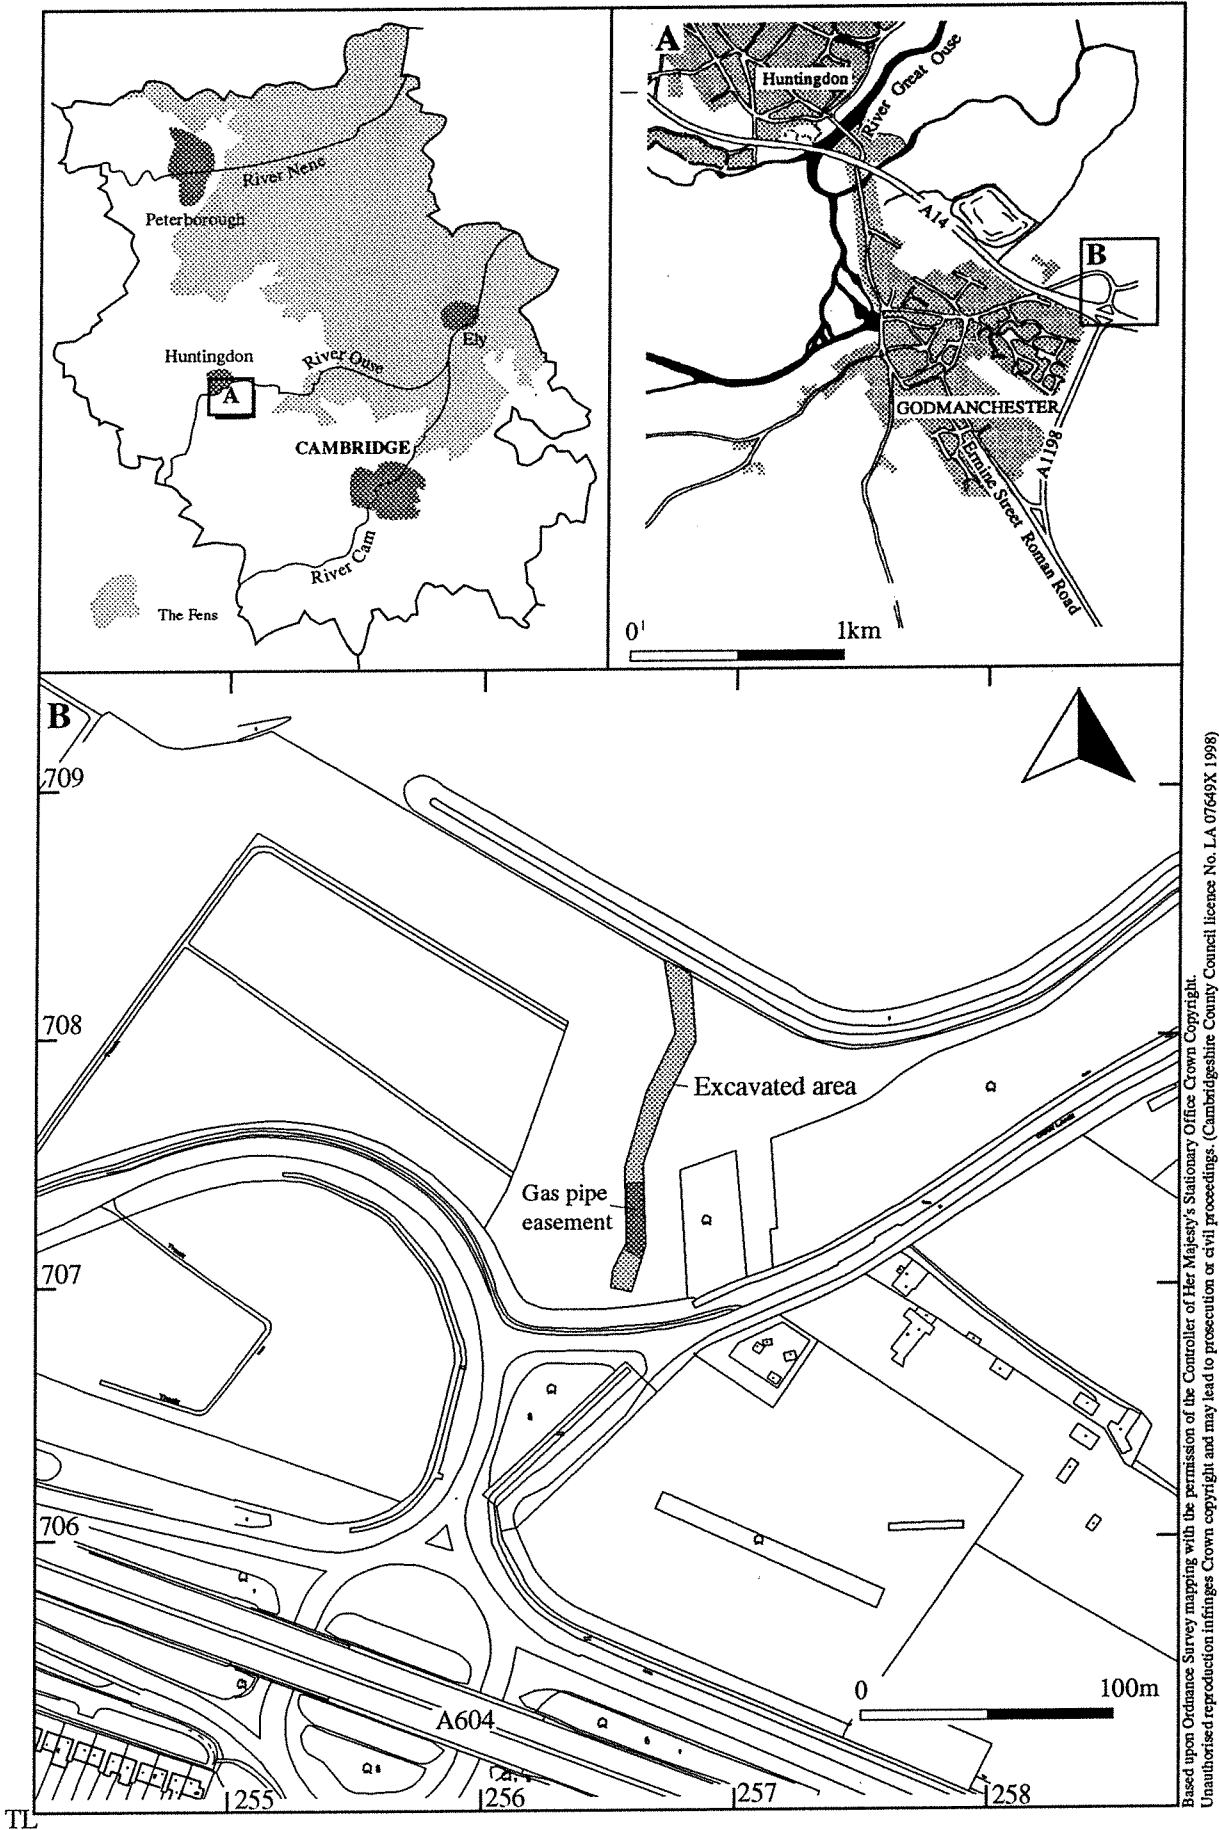 River Nene
Peterborough
Ely
Huntingdon
River Ouse
A
CAMBRIDGE
River Cam
The Fens
A
Huntingdon
River Great Ouse
A14
B
GODMANCHESTER
A1198
Ermine Street Roman Road
0
1km
B
709
708
Excavated area
Gas pipe
easement
707
Track
Track
706
0
100m
A604
255
256
257
258
TL
Based upon Ordnance Survey mapping with the permission of the Controller of Her Majesty's Stationary Office Crown Copyright.
Unauthorised reproduction infringes Crown copyright and may lead to prosecution or civil proceedings. (Cambridgeshire County Council licence No. LA 07649X 1998)